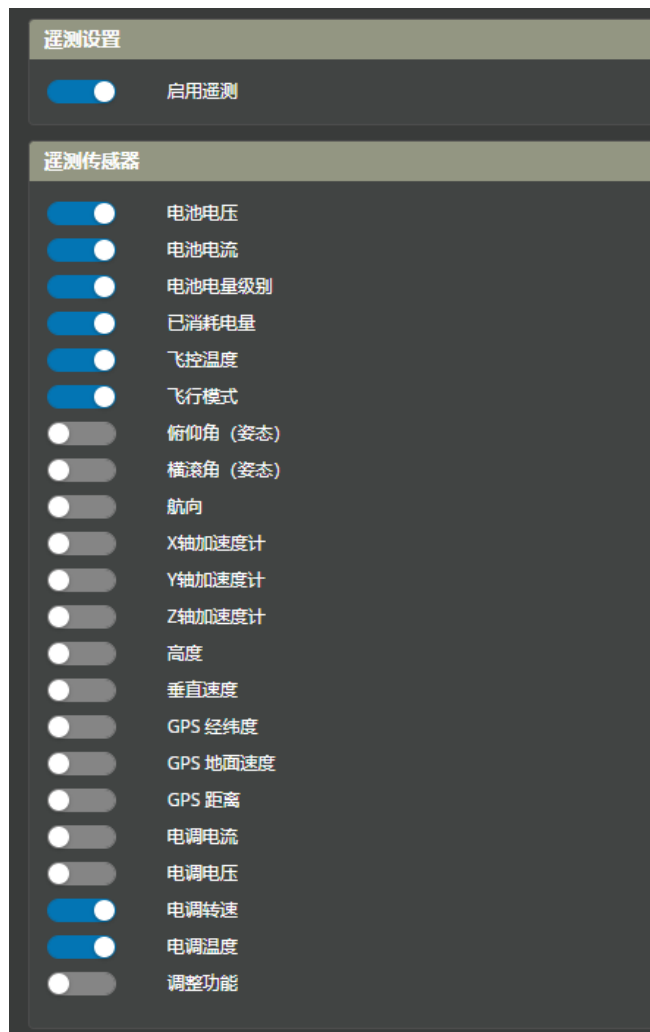 遥测设置
启用遥测
遥测传感器
电池电压
电池电流
电池电量级别
已消耗电量
飞控温度
飞行模式
俯仰角（姿态）
横滚角（姿态）
航向
X轴加速度计
Y轴加速度计
Z轴加速度计
高度
垂直速度
GPS 经纬度
GPS 地面速度
GPS 距离
电调电流
电调电压
电调转速
电调温度
调整功能